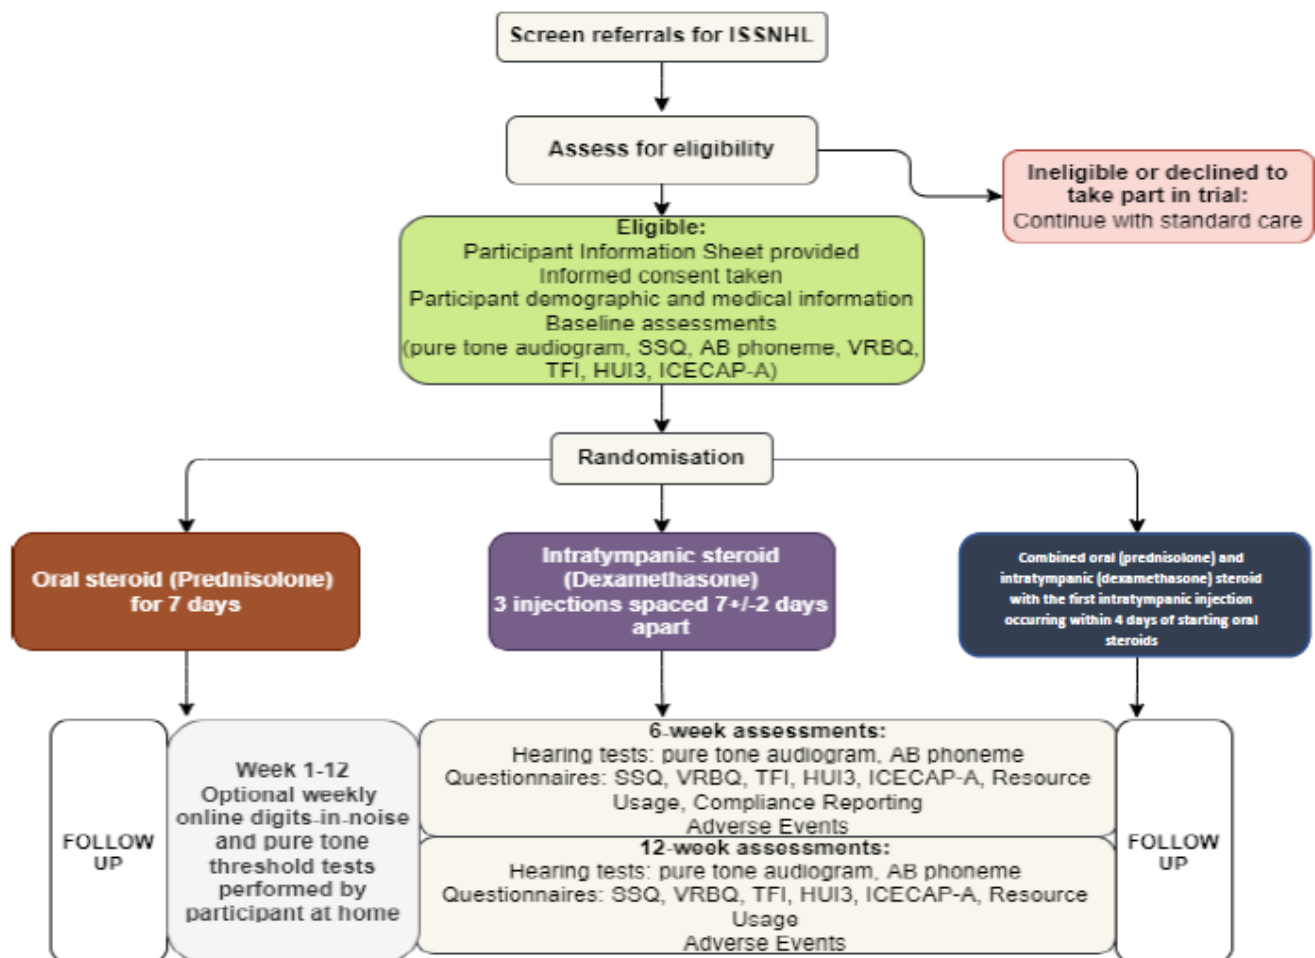 Screen referrals for ISSNHL
Assess for eligibility
Ineligible or declined to
take part in trial:
Continue with standard care
Eligible:
Participant Information Sheet provided
Informed consent taken
Participant demographic and medical information
Baseline assessments
(pure tone audiogram, SSQ, AB phoneme, VRBQ,
TFI, HUI3, ICECAP-A)
Randomisation
Oral steroid (Prednisolone)
for 7 days
Intratympanic steroid
(Dexamethasone)
3 injections spaced 7+/-2 days
apart
Combined oral (prednisolone) and
intratympanic (dexamethasone) steroid
with the first intratympanic injection
occurring within 4 days of starting oral
steroids
FOLLOW
UP
Week 1-12
Optional weekly
online digits-in-noise
and pure tone
threshold tests
performed by
participant at home
6-week assessments:
Hearing tests: pure tone audiogram, AB phoneme
Questionnaires: SSQ, VRBQ, TFI, HUI3, ICECAP-A, Resource
Usage, Compliance Reporting
Adverse Events
12-week assessments:
Hearing tests: pure tone audiogram, AB phoneme
Questionnaires: SSQ, VRBQ, TFI, HUI3, ICECAP-A, Resource
Usage
Adverse Events
FOLLOW
UP